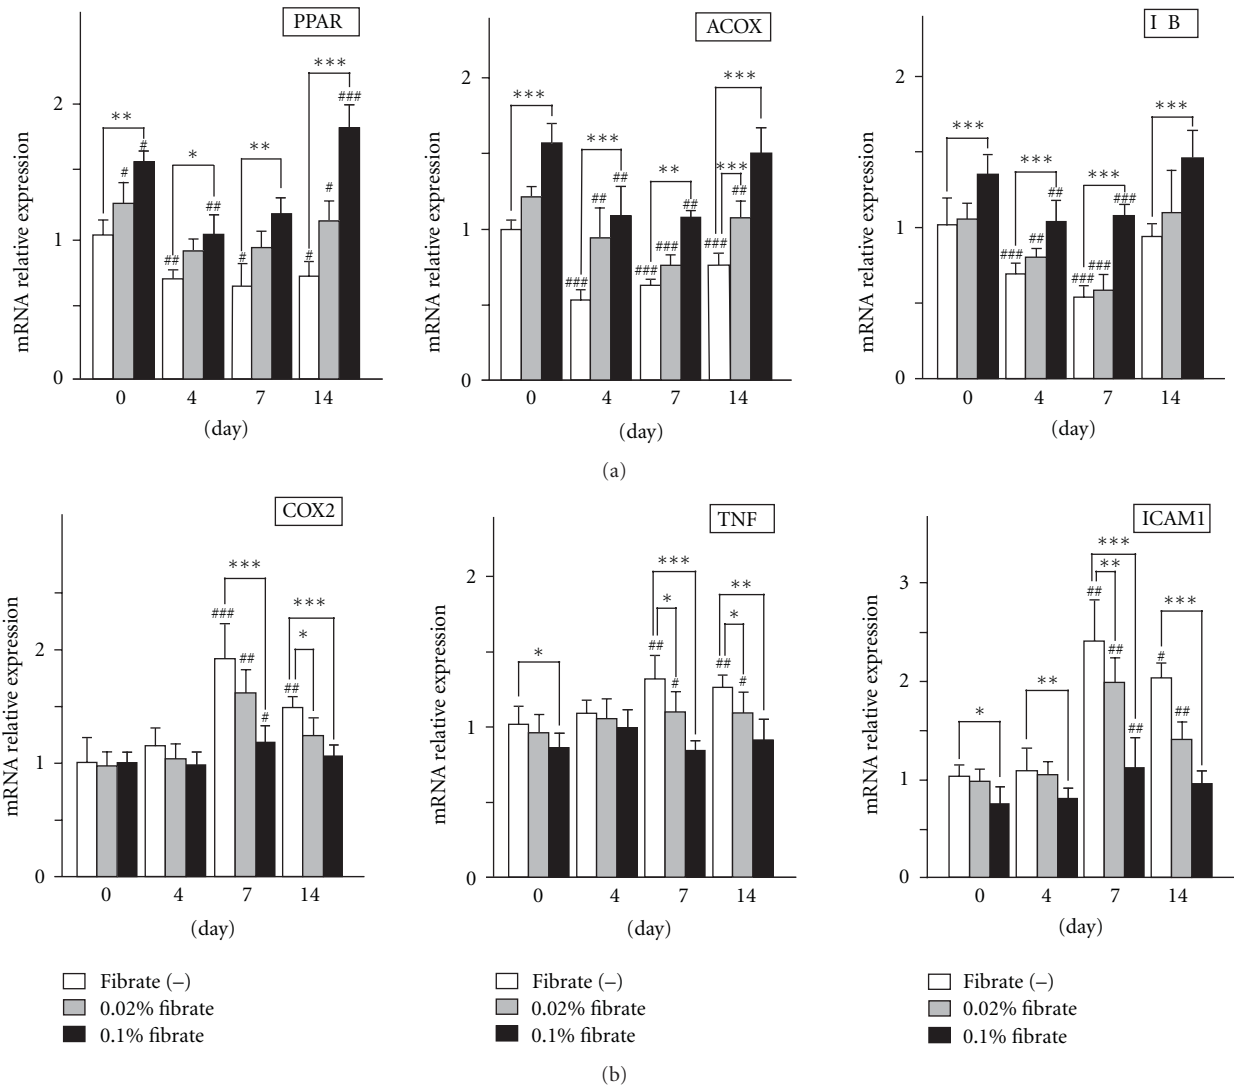 PPAR
mRNA relative expression
2
1
0
** # # ## * ## # ** # # *** ###
0 4 7 14
(day)
ACOX
mRNA relative expression
2
1
0
*** ### ## *** ## ### ### ** ## ### *** ## ***
0 4 7 14
(day)
I B
mRNA relative expression
2
1
0
*** ### ## *** ## ### ### *** ### ***
0 4 7 14
(day)
(a)
COX2
mRNA relative expression
2
1
0
### ## *** # ## * ***
0 4 7 14
(day)
TNF
mRNA relative expression
2
1
0
* ## # * *** ## # * **
0 4 7 14
(day)
ICAM1
mRNA relative expression
3
2
1
0
* ** ## ## ** *** ## # ## ***
0 4 7 14
(day)
Fibrate (–)
0.02% fibrate
0.1% fibrate
Fibrate (–)
0.02% fibrate
0.1% fibrate
Fibrate (–)
0.02% fibrate
0.1% fibrate
(b)